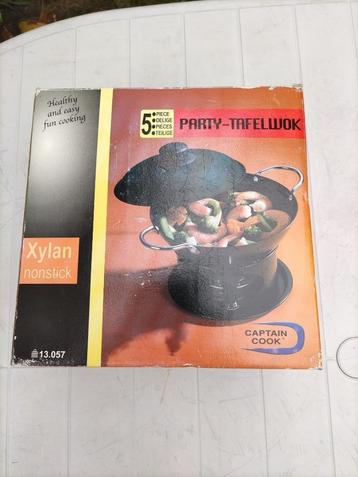 Healthy
and easy
fun cooking
5
PIECE
DELIGE
PIECES
TEILIGE
PARTY-TAFELWOK
Xylan
nonstick
CAPTAIN
COOK
13.057